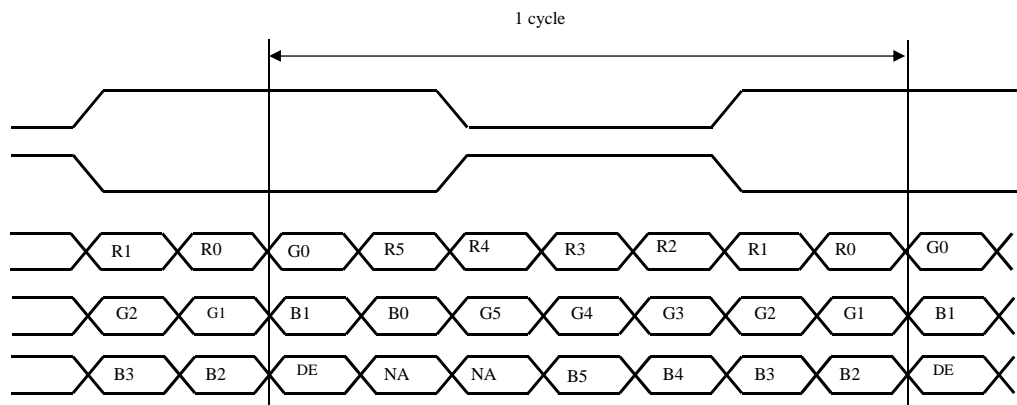 1 cycle
R1 R0 G0 R5 R4 R3 R2 R1 R0 G0
G2 G1 B1 B0 G5 G4 G3 G2 G1 B1
B3 B2 DE NA NA B5 B4 B3 B2 DE